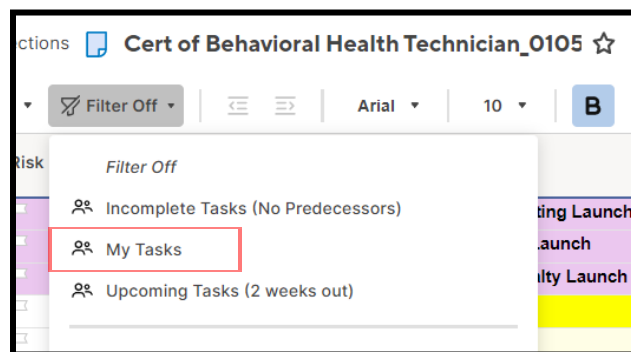 ctions Cert of Behavioral Health Technician_0105
Filter Off Arial 10 B
Risk
Filter Off
Incomplete Tasks (No Predecessors)
ting Launch
My Tasks
Launch
Upcoming Tasks (2 weeks out)
alty Launch